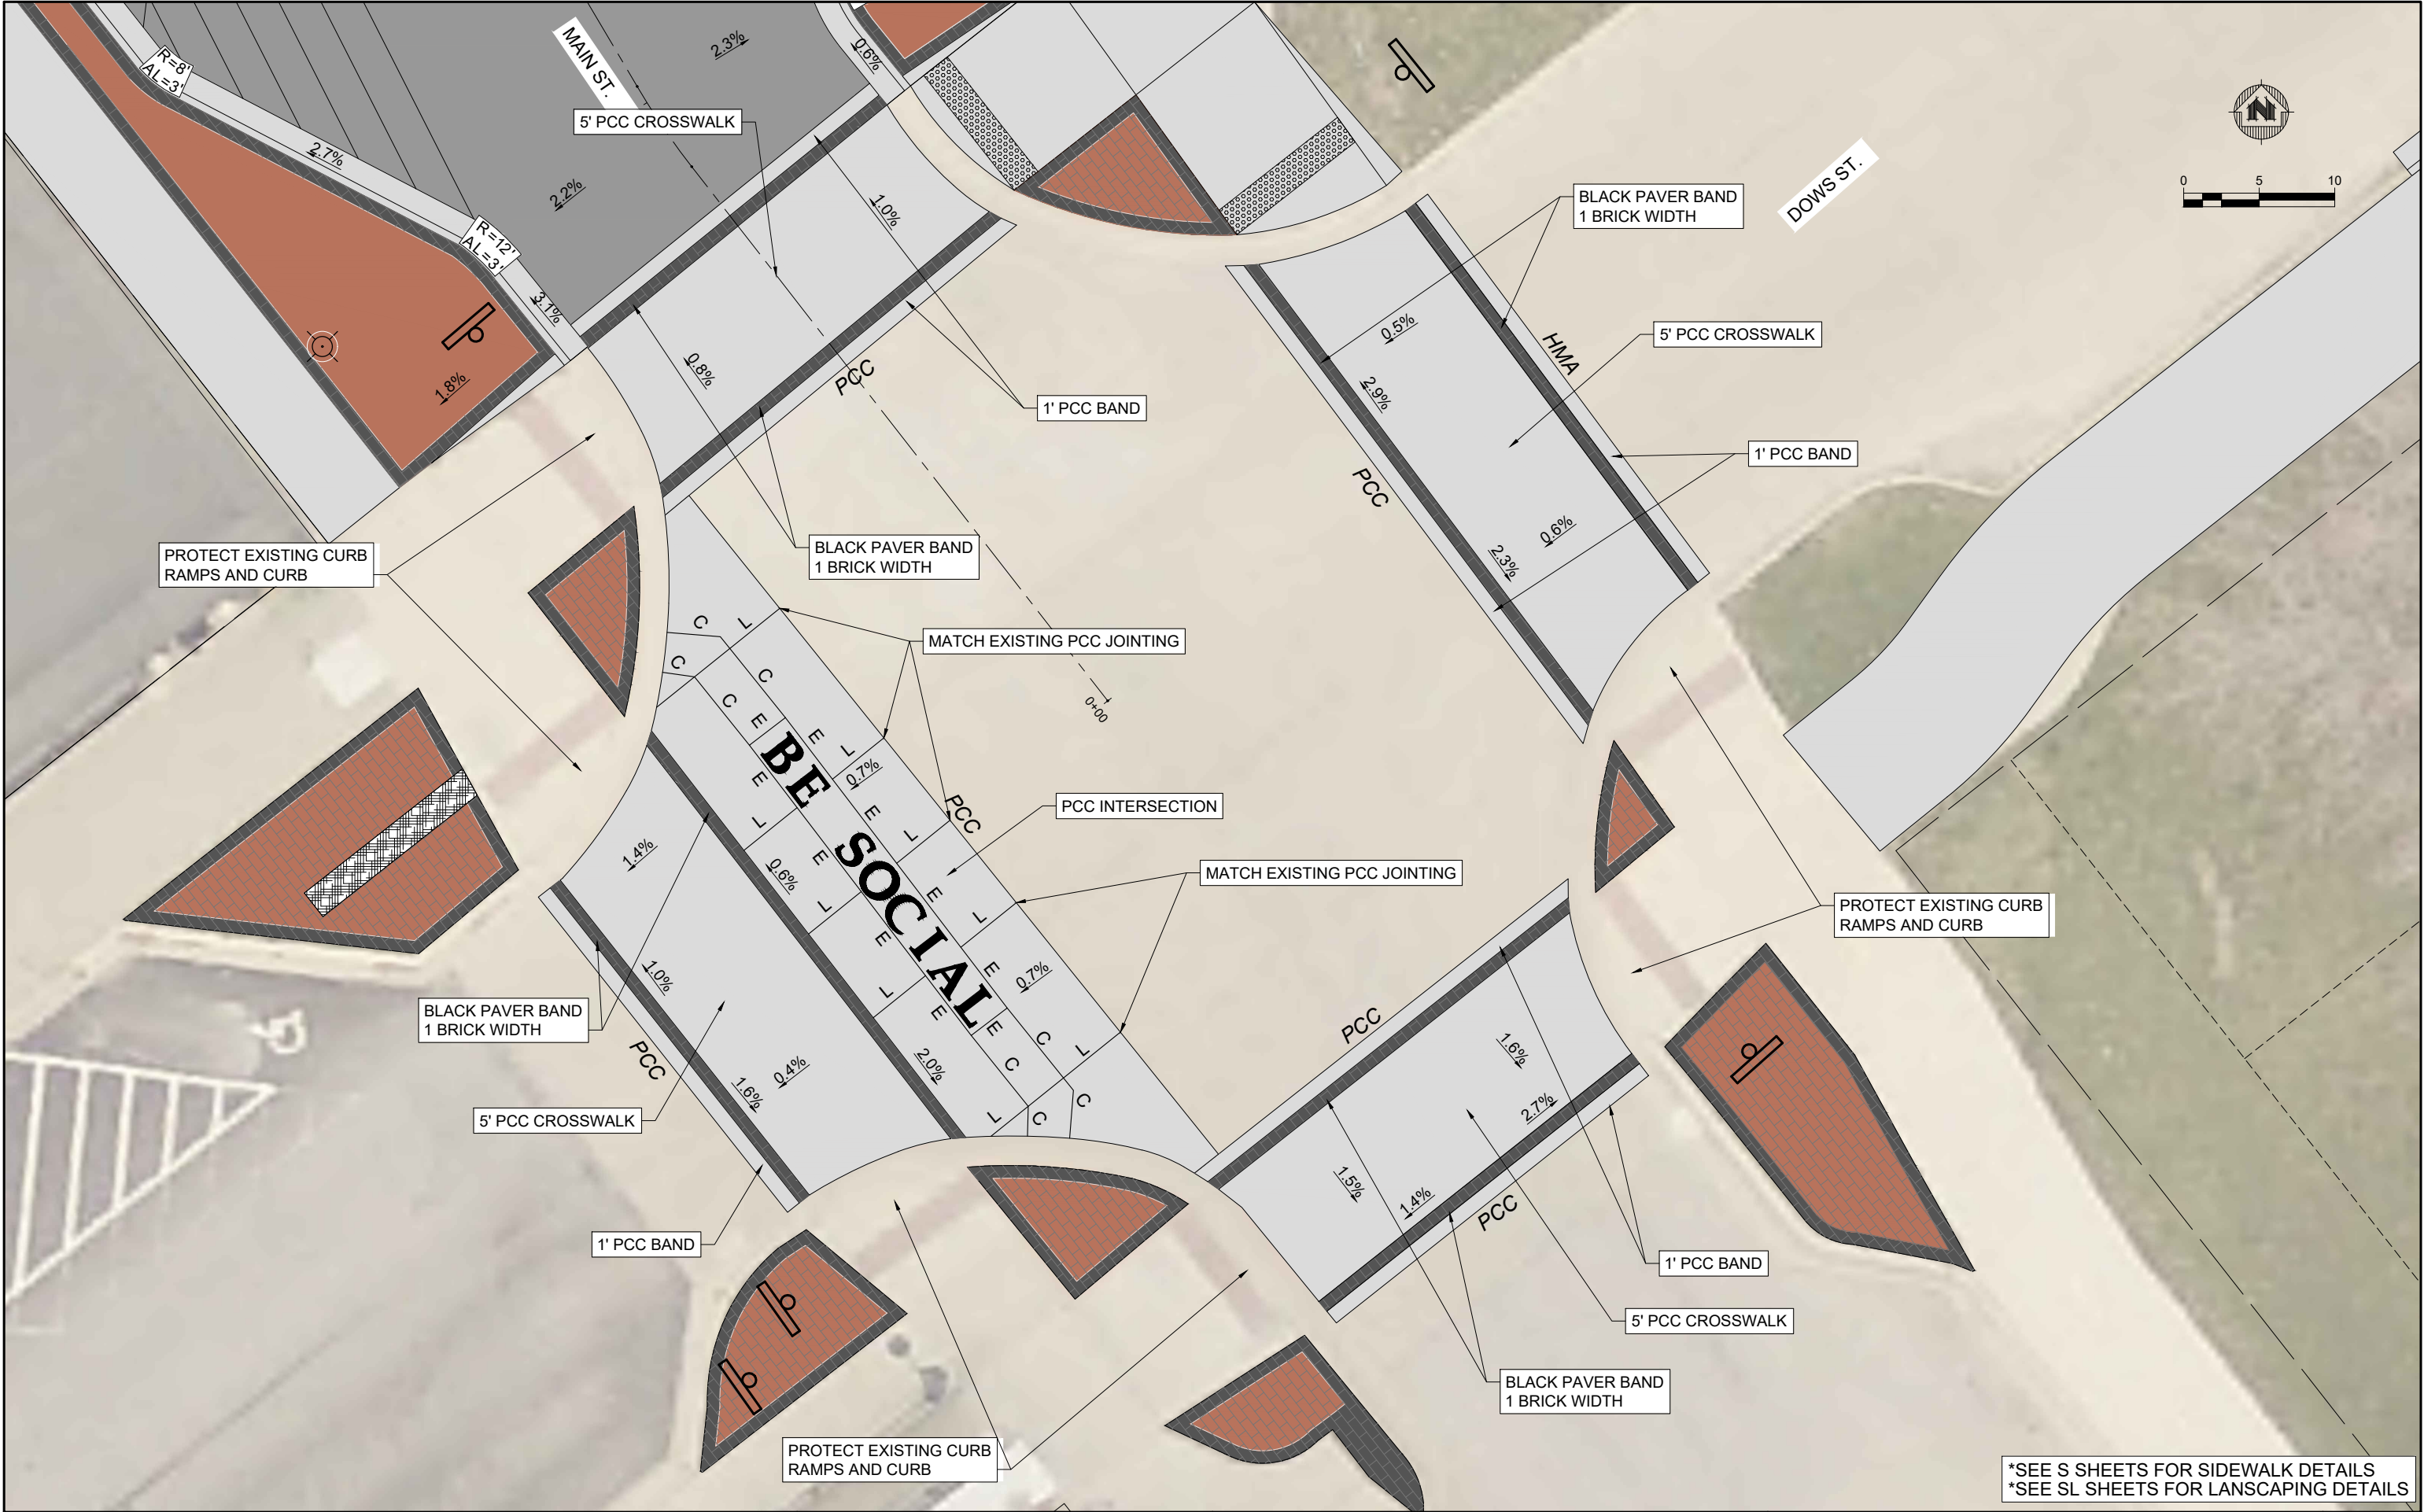 MAIN ST.
2.3%
0.6%
R=8'
AL=3'
5' PCC CROSSWALK
N
2.7%
2.2%
1.0%
DOWS ST.
0 5 10
BLACK PAVER BAND
1 BRICK WIDTH
R=12'
AL=3'
3.1%
0.5%
HMA
5' PCC CROSSWALK
0.8%
PCC
2.9%
1.8%
1' PCC BAND
1' PCC BAND
PCC
0.6%
2.3%
PROTECT EXISTING CURB
RAMPS AND CURB
BLACK PAVER BAND
1 BRICK WIDTH
C
L
MATCH EXISTING PCC JOINTING
C
C
C
0+00
E
E
L
BE SOCIAL
0.7%
E
E
L
PCC
PCC INTERSECTION
L
1.4%
E
0.6%
E
MATCH EXISTING PCC JOINTING
L
L
PROTECT EXISTING CURB
RAMPS AND CURB
E
E
0.7%
1.0%
L
BLACK PAVER BAND
1 BRICK WIDTH
E
E
C
L
PCC
PCC
1.6%
2.0%
C
0.4%
1.6%
C
L
C
2.7%
5' PCC CROSSWALK
1.5%
1.4%
PCC
1' PCC BAND
1' PCC BAND
5' PCC CROSSWALK
BLACK PAVER BAND
1 BRICK WIDTH
PROTECT EXISTING CURB
RAMPS AND CURB
*SEE S SHEETS FOR SIDEWALK DETAILS
*SEE SL SHEETS FOR LANSCAPING DETAILS